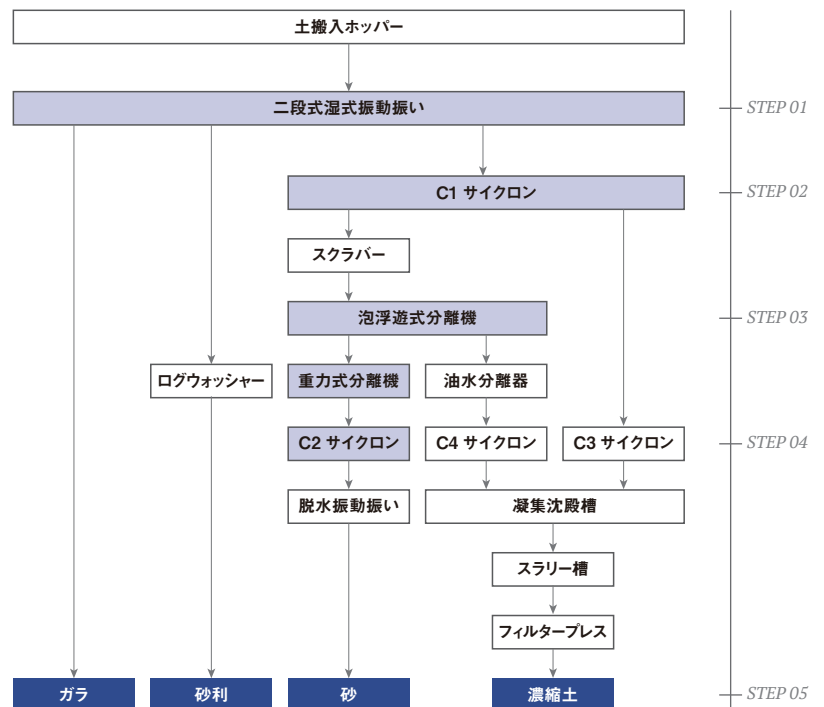 土搬入ホッパー
二段式湿式振動振い
STEP 01
C1 サイクロン
STEP 02
スクラバー
泡浮遊式分離機
STEP 03
ログウォッシャー
重力式分離機
油水分離器
C2 サイクロン
C4 サイクロン
C3 サイクロン
STEP 04
脱水振動振い
凝集沈殿槽
スラリー槽
フィルタープレス
ガラ
砂利
砂
濃縮土
STEP 05